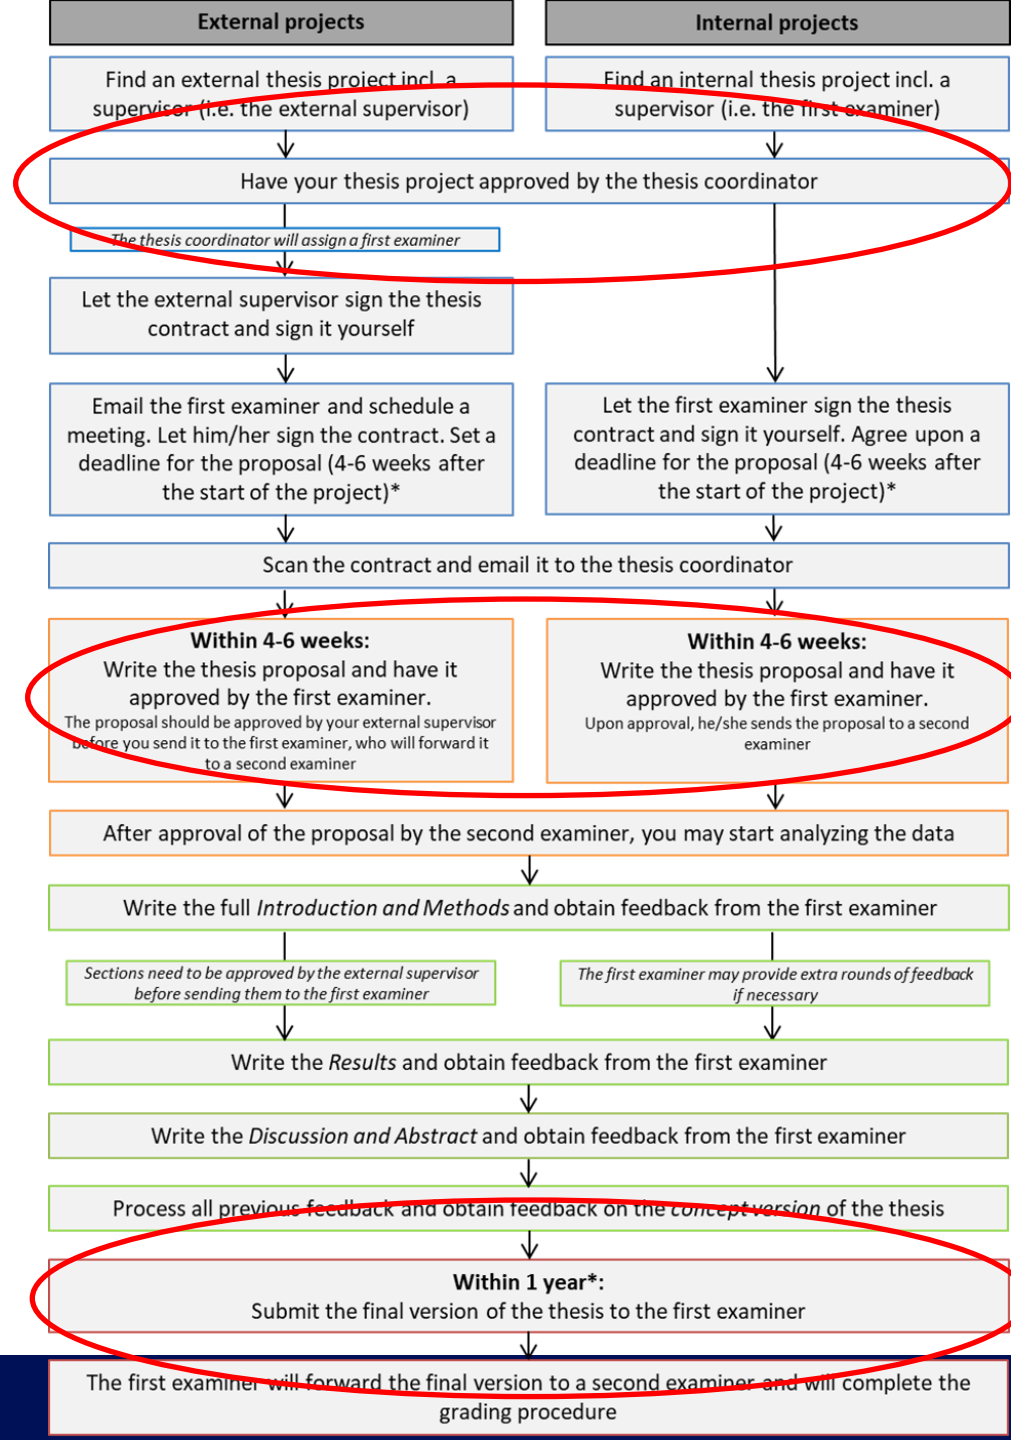 External projects
Internal projects
Find an external thesis project incl. a
supervisor (i.e. the external supervisor)
Find an internal thesis project incl. a
supervisor (i.e. the first examiner)
Have your thesis project approved by the thesis coordinator
The thesis coordinator will assign a first examiner
Let the external supervisor sign the thesis
contract and sign it yourself
Email the first examiner and schedule a
meeting. Let him/her sign the contract. Set a
deadline for the proposal (4-6 weeks after
the start of the project)*
Let the first examiner sign the thesis
contract and sign it yourself. Agree upon a
deadline for the proposal (4-6 weeks after
the start of the project)*
Scan the contract and email it to the thesis coordinator
Within 4-6 weeks:
Write the thesis proposal and have it
approved by the first examiner.
The proposal should be approved by your external supervisor
before you send it to the first examiner, who will forward it
to a second examiner
Within 4-6 weeks:
Write the thesis proposal and have it
approved by the first examiner.
Upon approval, he/she sends the proposal to a second
examiner
After approval of the proposal by the second examiner, you may start analyzing the data
Write the full Introduction and Methods and obtain feedback from the first examiner
Sections need to be approved by the external supervisor
before sending them to the first examiner
The first examiner may provide extra rounds of feedback
if necessary
Write the Results and obtain feedback from the first examiner
Write the Discussion and Abstract and obtain feedback from the first examiner
Process all previous feedback and obtain feedback on the concept version of the thesis
Within 1 year*:
Submit the final version of the thesis to the first examiner
The first examiner will forward the final version to a second examiner and will complete the
grading procedure